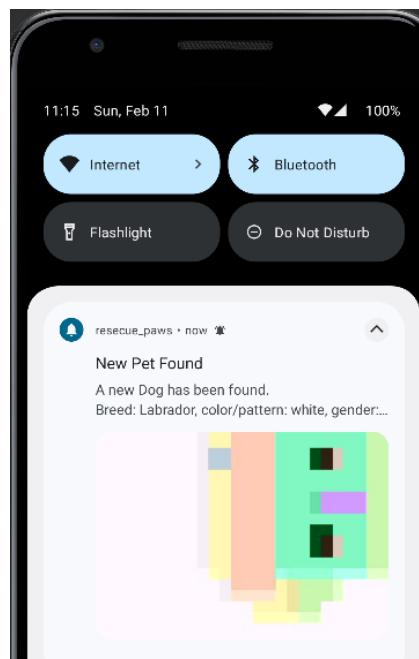 11:15 Sun, Feb 11 100%
Internet Bluetooth
Flashlight Do Not Disturb
resecue_paws • now
New Pet Found
A new Dog has been found.
Breed: Labrador, color/pattern: white, gender:...